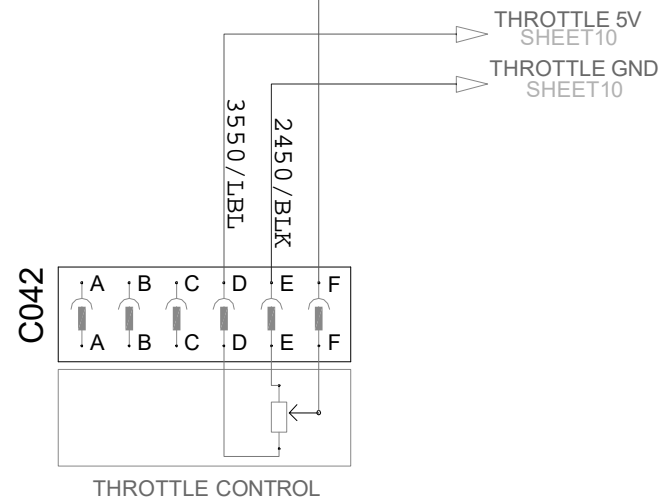 THROTTLE 5V
SHEET10
THROTTLE GND
SHEET10
3550/LBL
2450/BLK
C042
A B C D E F
A B C D E F
THROTTLE CONTROL